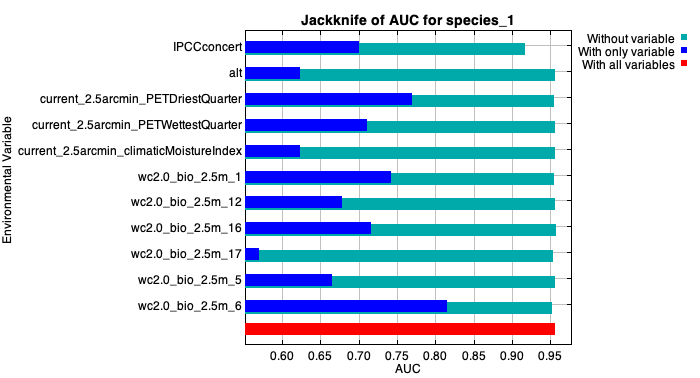 Jackknife of AUC for species_1
Without variable
With only variable
With all variables
Environmental Variable
IPCCconcert
alt
current_2.5arcmin_PETDriestQuarter
current_2.5arcmin_PETWettestQuarter
current_2.5arcmin_climaticMoistureIndex
wc2.0_bio_2.5m_1
wc2.0_bio_2.5m_12
wc2.0_bio_2.5m_16
wc2.0_bio_2.5m_17
wc2.0_bio_2.5m_5
wc2.0_bio_2.5m_6
0.60 0.65 0.70 0.75 0.80 0.85 0.90 0.95
AUC